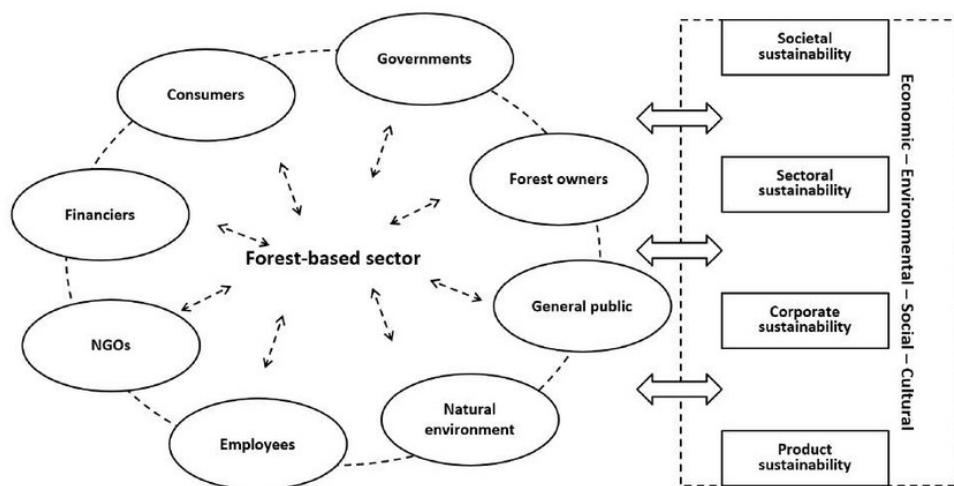 Governments
Consumers
Forest owners
Financiers
Forest-based sector
General public
NGOs
Natural
environment
Employees
Societal
sustainability
Sectoral
sustainability
Corporate
sustainability
Product
sustainability
Economic – Environmental – Social – Cultural